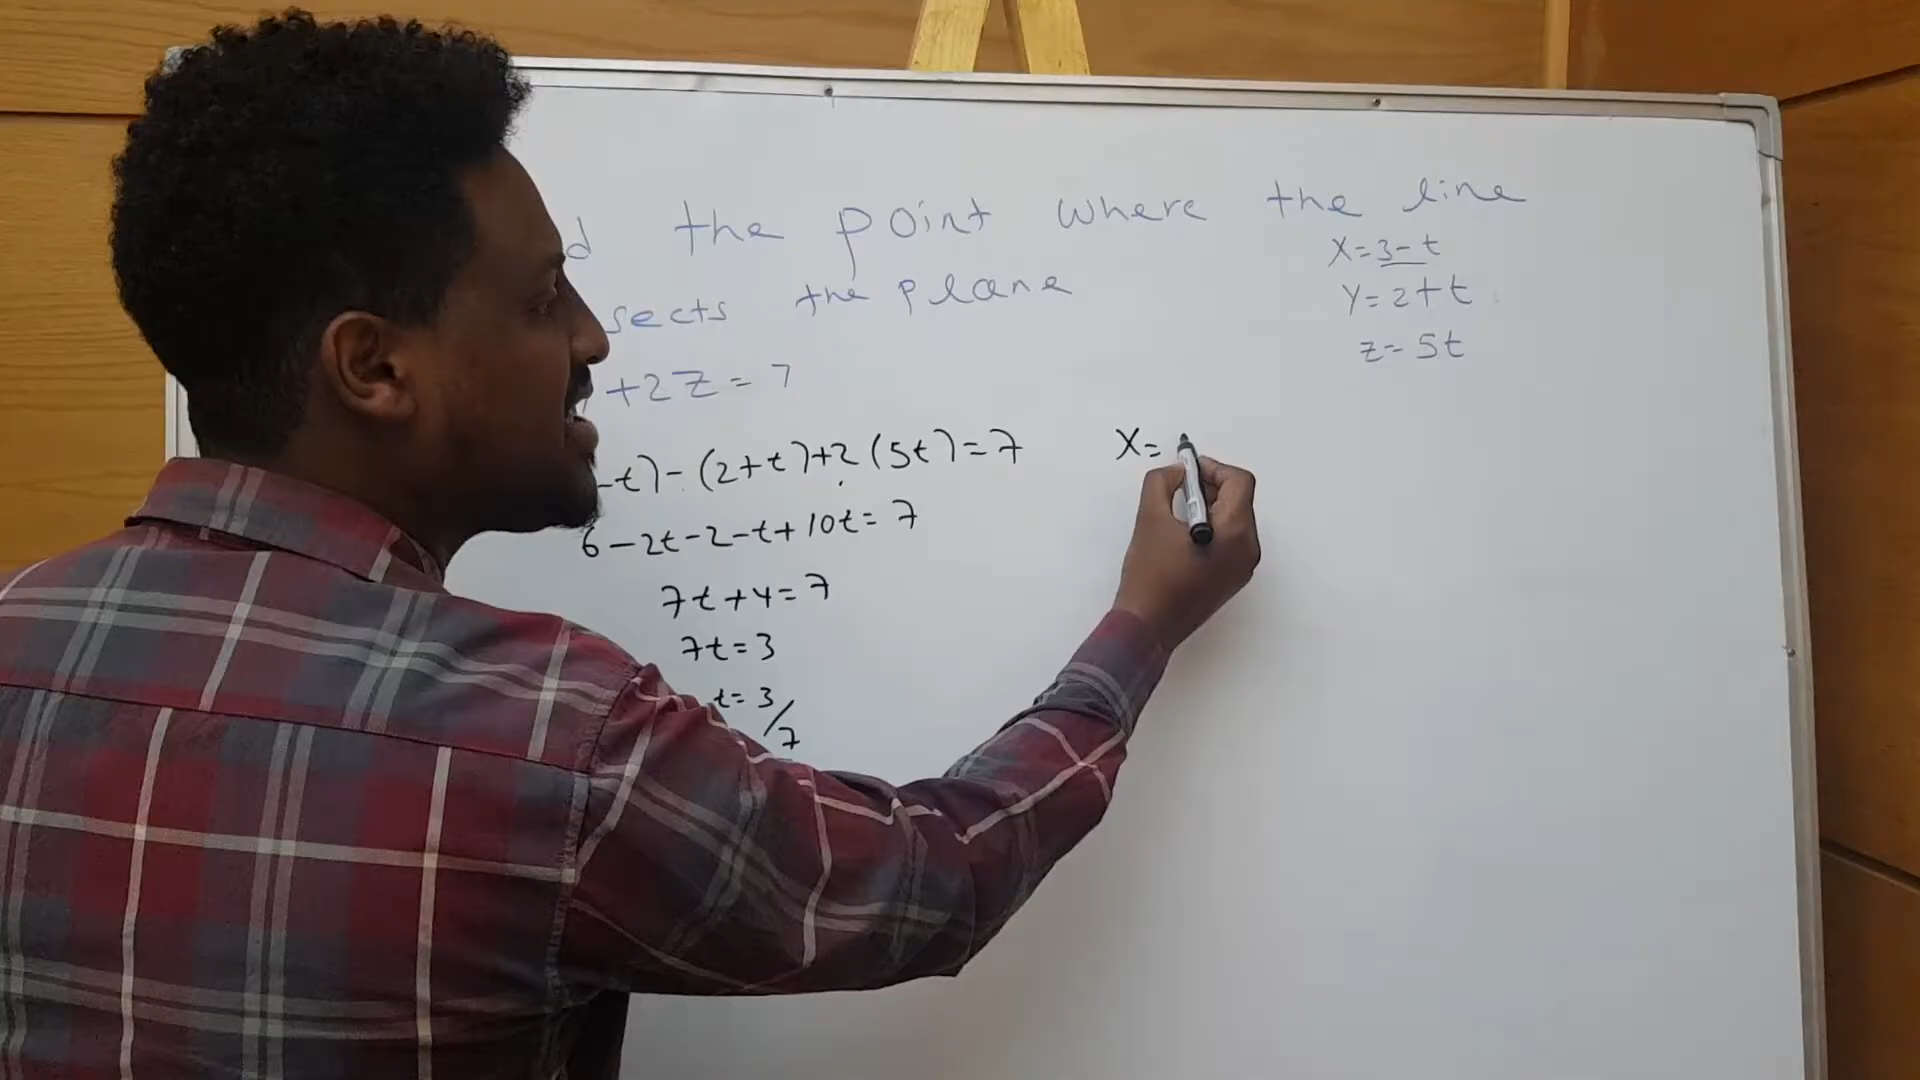 the point where the line
x=3-t
sects the plane
y=2+t
z=5t
+2z=7
-t)-(2+t)+2(5t)=7
x=
6-2t-2-t+10t=7
7t+4=7
7t=3
t=3/7